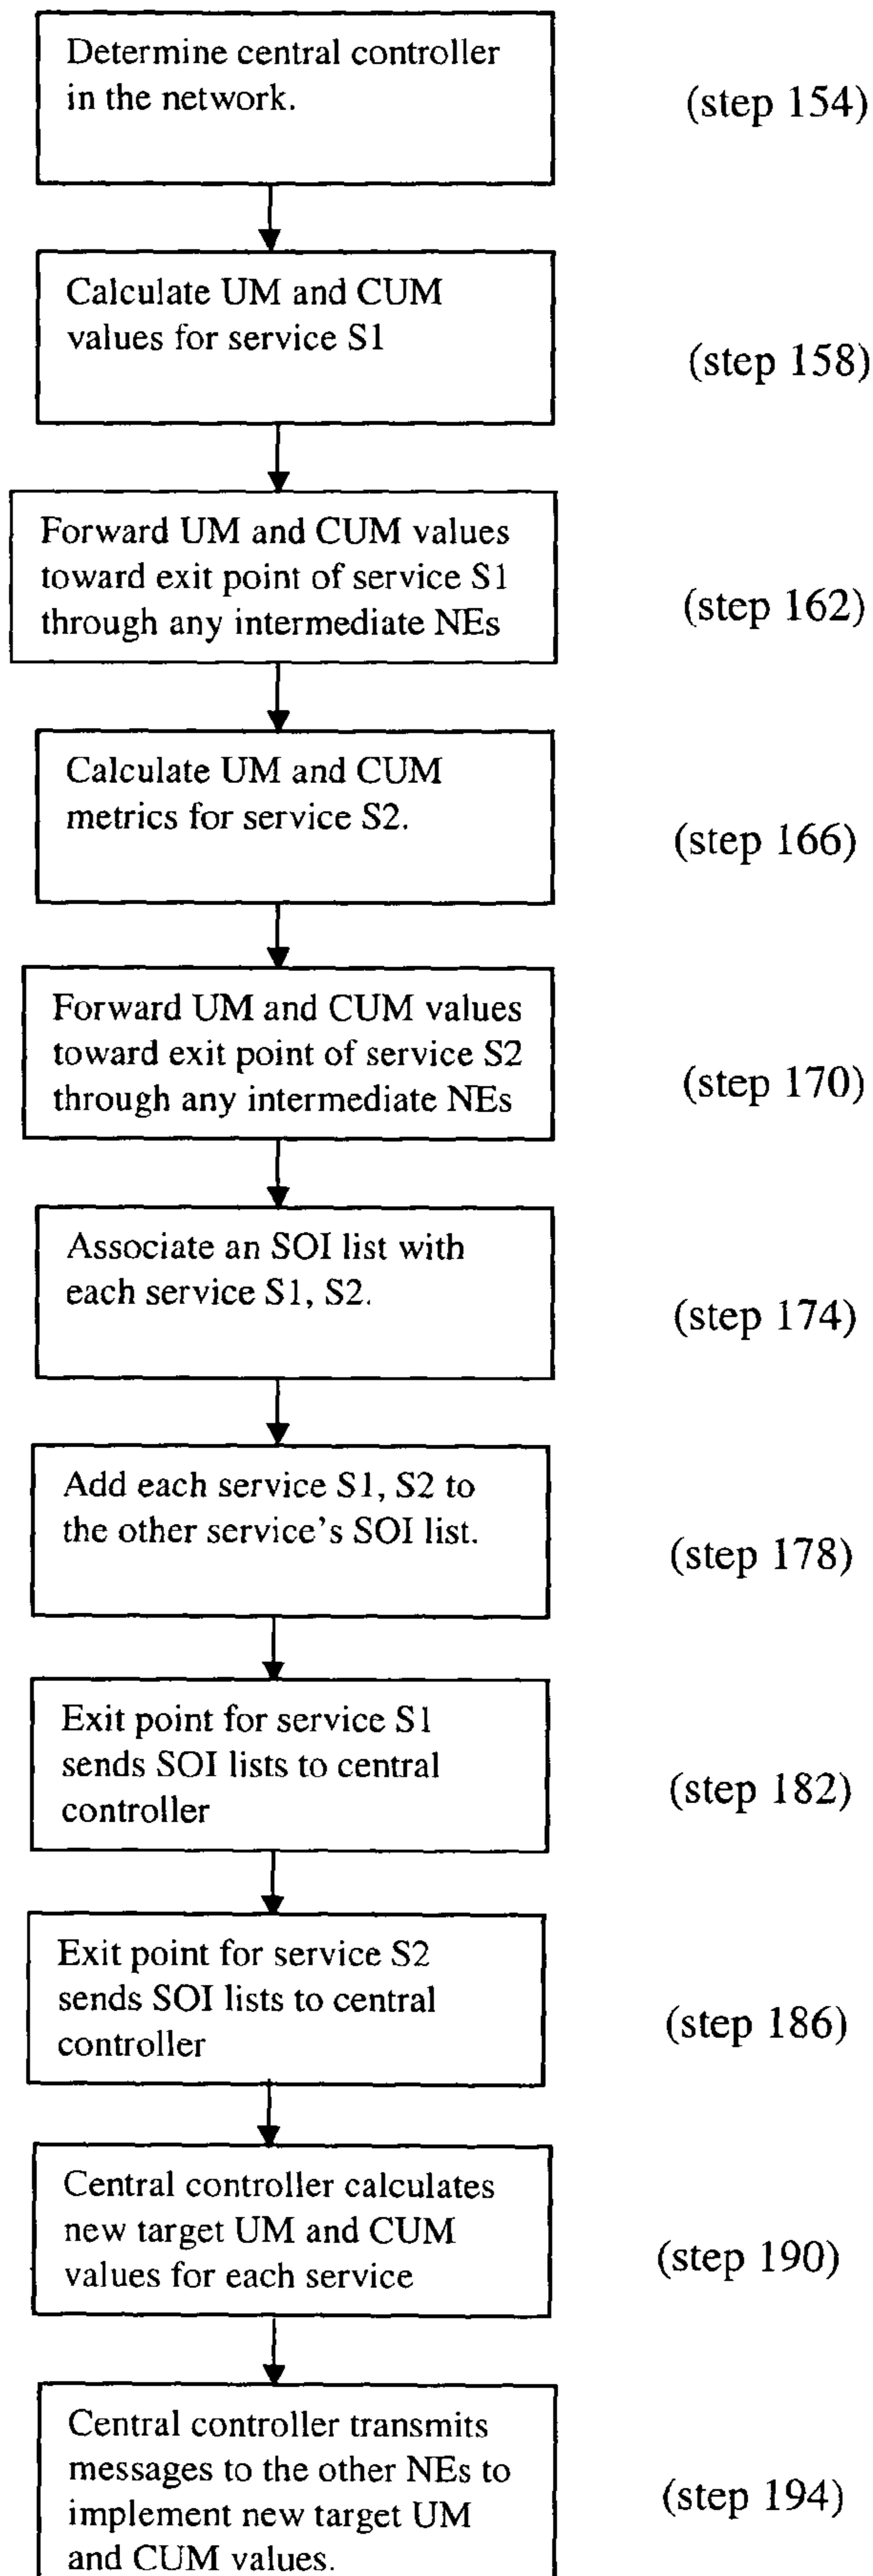 Determine central controller
in the network.
(step 154)
Calculate UM and CUM
values for service S1
(step 158)
Forward UM and CUM values
toward exit point of service S1
through any intermediate NEs
(step 162)
Calculate UM and CUM
metrics for service S2.
(step 166)
Forward UM and CUM values
toward exit point of service S2
through any intermediate NEs
(step 170)
Associate an SOI list with
each service S1, S2.
(step 174)
Add each service S1, S2 to
the other service's SOI list.
(step 178)
Exit point for service S1
sends SOI lists to central
controller
(step 182)
Exit point for service S2
sends SOI lists to central
controller
(step 186)
Central controller calculates
new target UM and CUM
values for each service
(step 190)
Central controller transmits
messages to the other NEs to
implement new target UM
and CUM values.
(step 194)